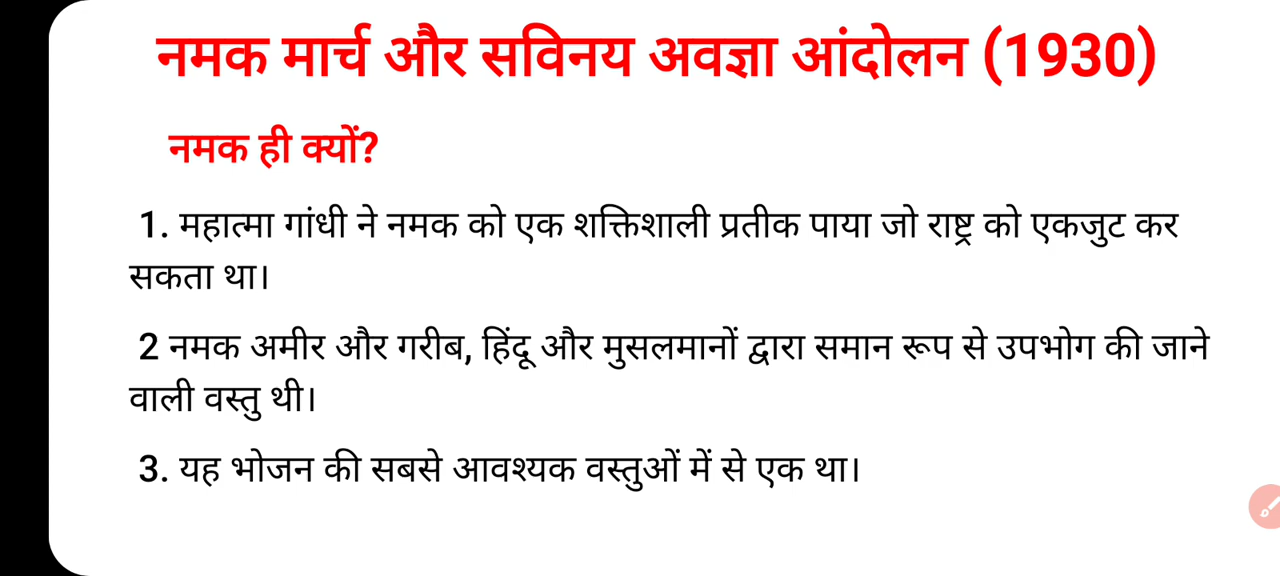 नमक मार्च और सविनय अवज्ञा आंदोलन (1930)
नमक ही क्यों?
1. महात्मा गांधी ने नमक को एक शक्तिशाली प्रतीक पाया जो राष्ट्र को एकजुट कर
सकता था।
2 नमक अमीर और गरीब, हिंदू और मुसलमानों द्वारा समान रूप से उपभोग की जाने
वाली वस्तु थी।
3. यह भोजन की सबसे आवश्यक वस्तुओं में से एक था।